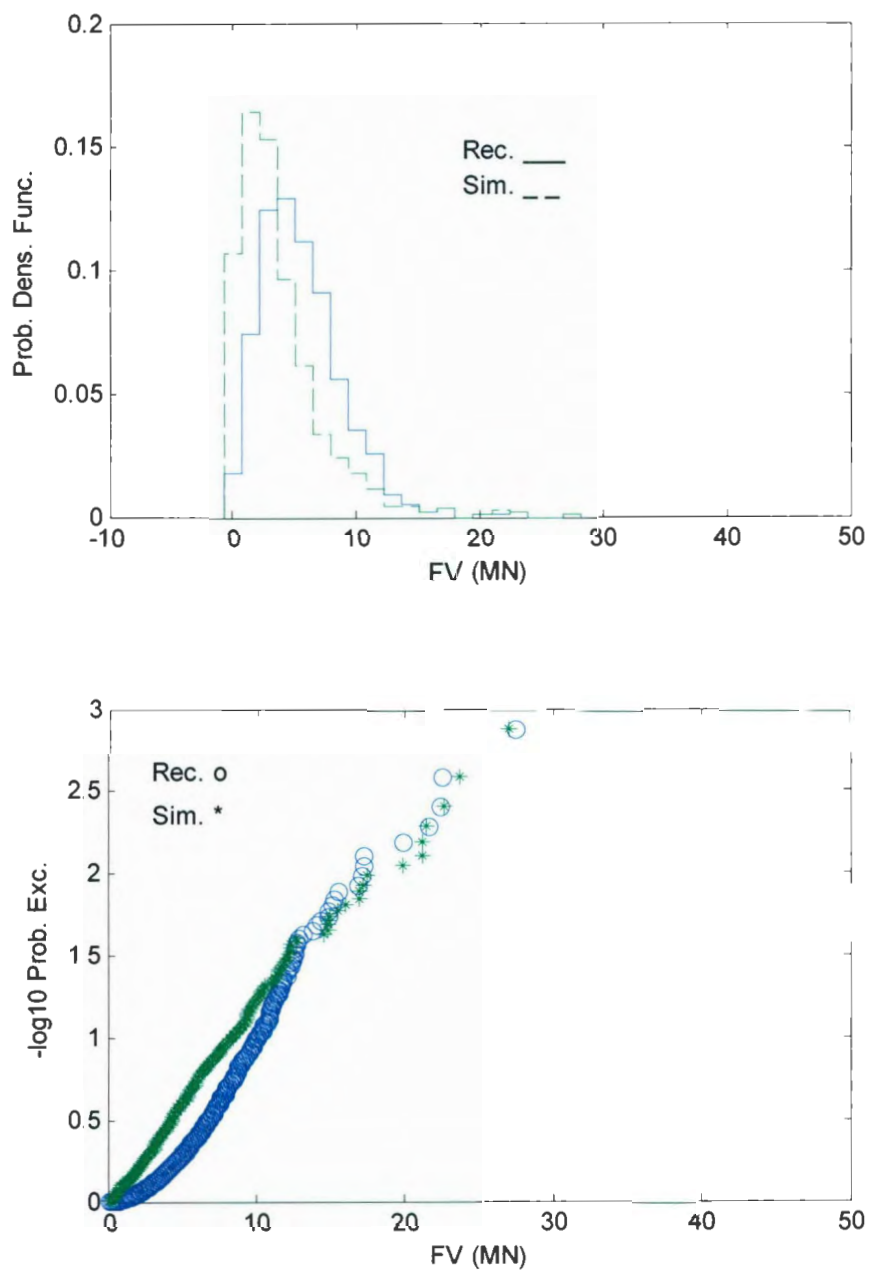 0.2
0.15
0.1
0.05
0
Prob. Dens. Func.
Rec. ___
Sim. _ _
-10 0 10 20 30 40 50
FV (MN)
3
2.5
2
1.5
1
0.5
0
-log10 Prob. Exc.
Rec. o
Sim. *
0 10 20 30 40 50
FV (MN)